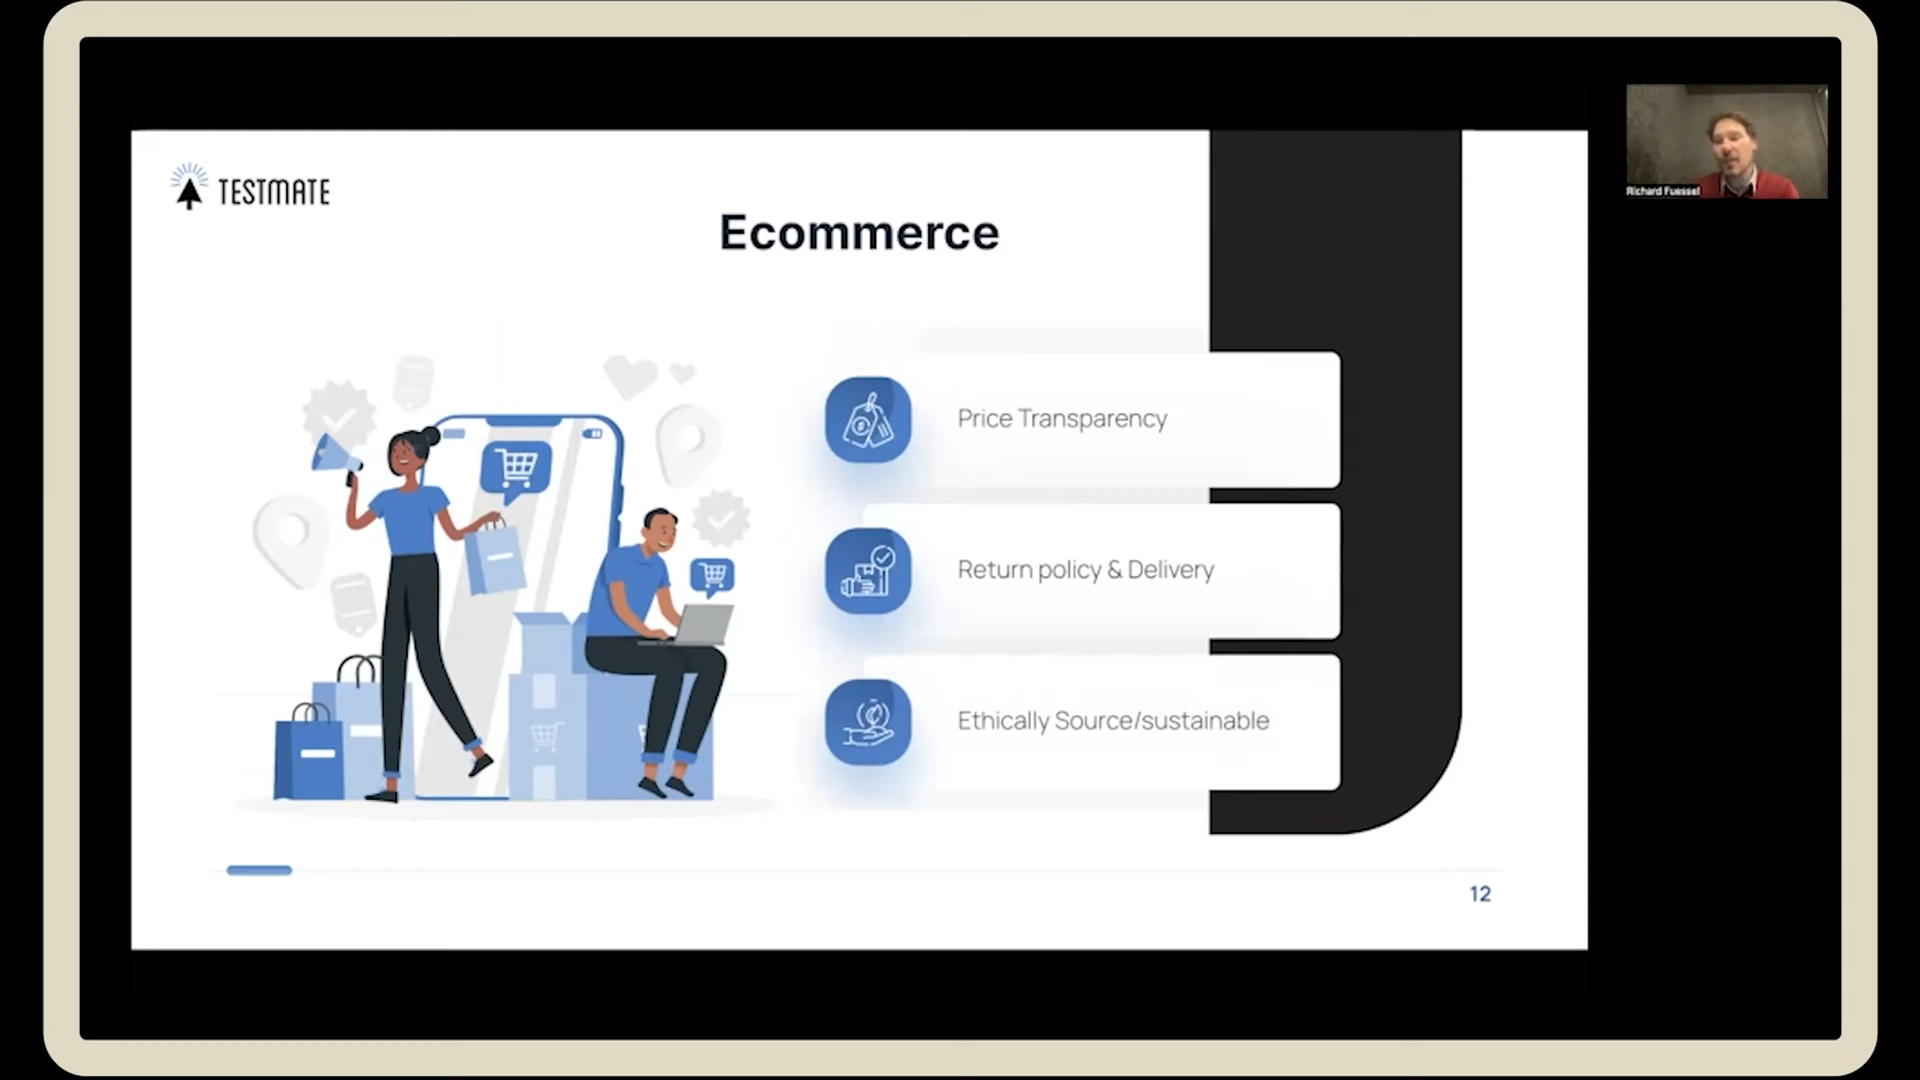 TESTMATE
Ecommerce
Richard Fuessel
Price Transparency
Return policy & Delivery
Ethically Source/sustainable
12